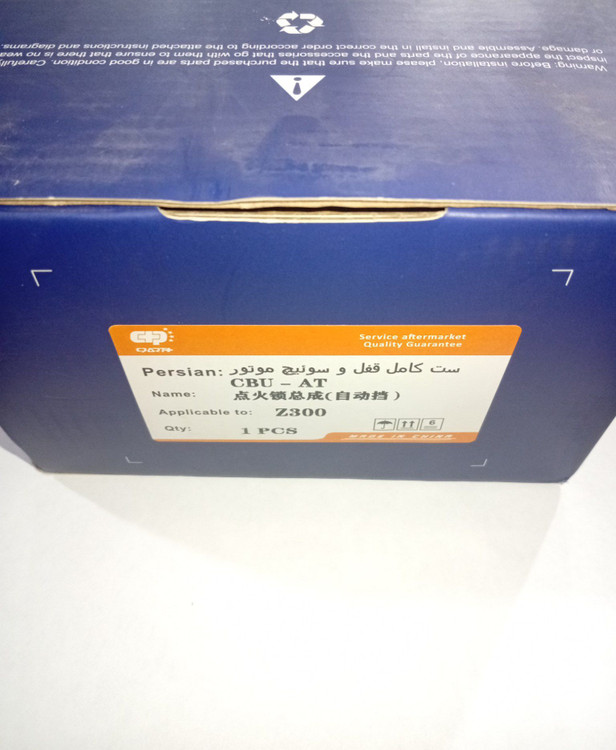 Warning: Before installation, please, make sure that the purchased parts are in good condition. Carefully
inspect the appearance of the parts and the accessories that go with them to ensure that there is no wear
or damage. Assemble and install in the correct order according to the attached instructions and diagrams.
Service aftermarket
Quality Guarantee
Persian: ست کامل قفل و سوئیچ موتور
CBU - AT
Name: 点火锁总成(自动挡)
Applicable to: Z300
Qty: 1 PCS
6
MADE IN CHINA